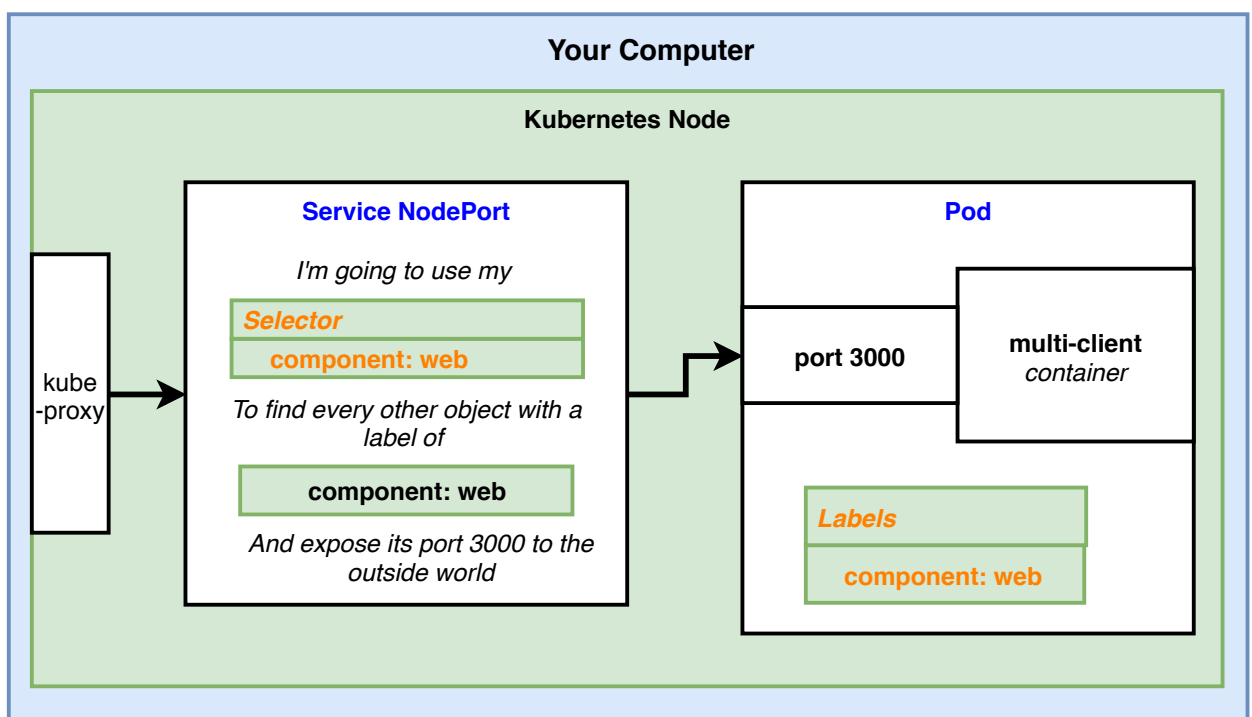 Your Computer
Kubernetes Node
kube
-proxy
Service NodePort
I'm going to use my
Selector
component: web
To find every other object with a
label of
component: web
And expose its port 3000 to the
outside world
Pod
port 3000
multi-client
container
Labels
component: web